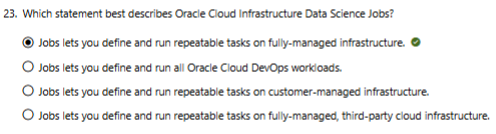 23. Which statement best describes Oracle Cloud Infrastructure Data Science Jobs?
Jobs lets you define and run repeatable tasks on fully-managed infrastructure.
Jobs lets you define and run all Oracle Cloud DevOps workloads.
Jobs lets you define and run repeatable tasks on customer-managed infrastructure.
Jobs lets you define and run repeatable tasks on fully-managed, third-party cloud infrastructure.